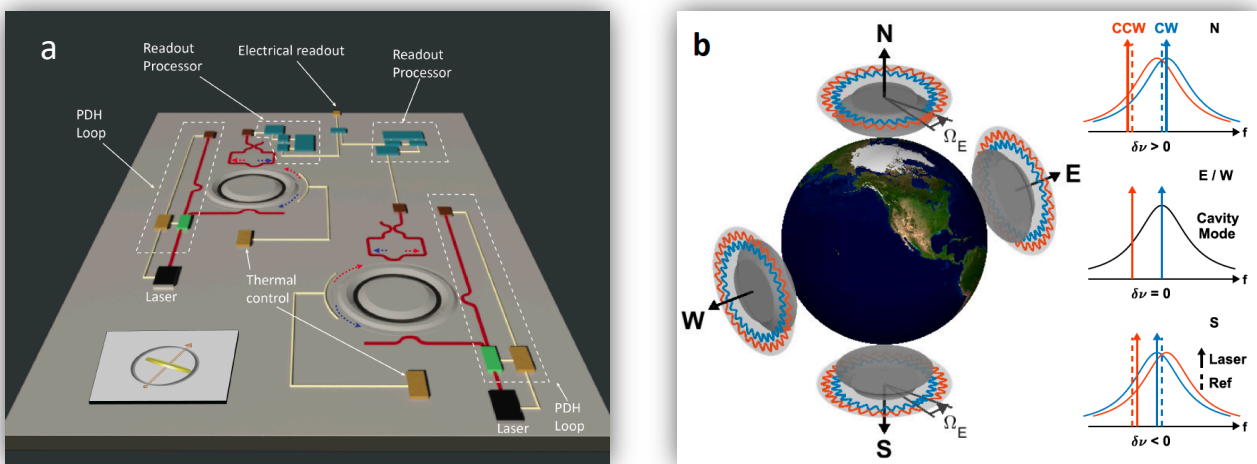 a
Readout
Processor
Electrical readout
Readout
Processor
PDH
Loop
Laser
Thermal
control
Laser
PDH
Loop
b
N
Ω_E
E
W
Ω_E
S
CCW
CW
N
f
δν > 0
E / W
Cavity
Mode
f
δν = 0
S
Laser
Ref
f
δν < 0